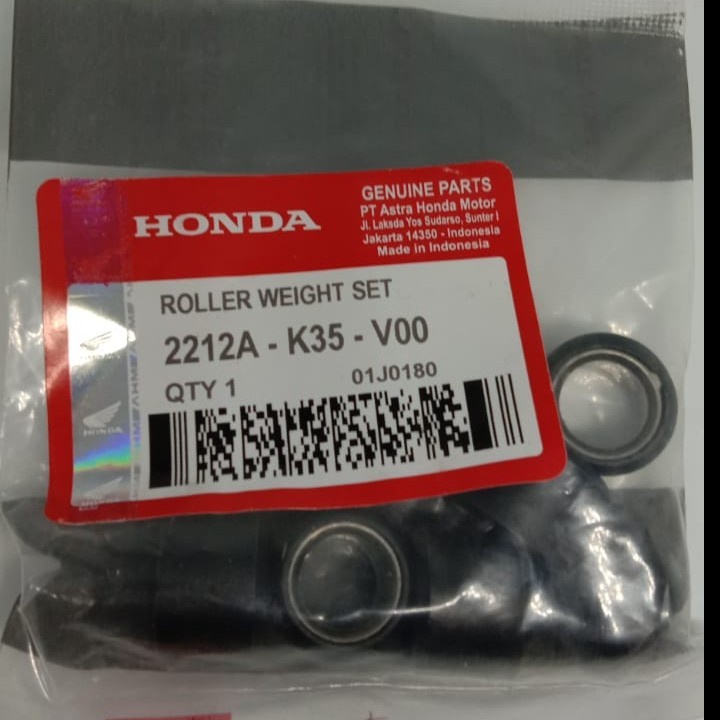 HONDA
GENUINE PARTS
PT Astra Honda Motor
Jl. Laksda Yos Sudarso, Sunter I
Jakarta 14350 - Indonesia
Made in Indonesia
ROLLER WEIGHT SET
2212A - K35 - V00
QTY 1
01J0180
HONDA